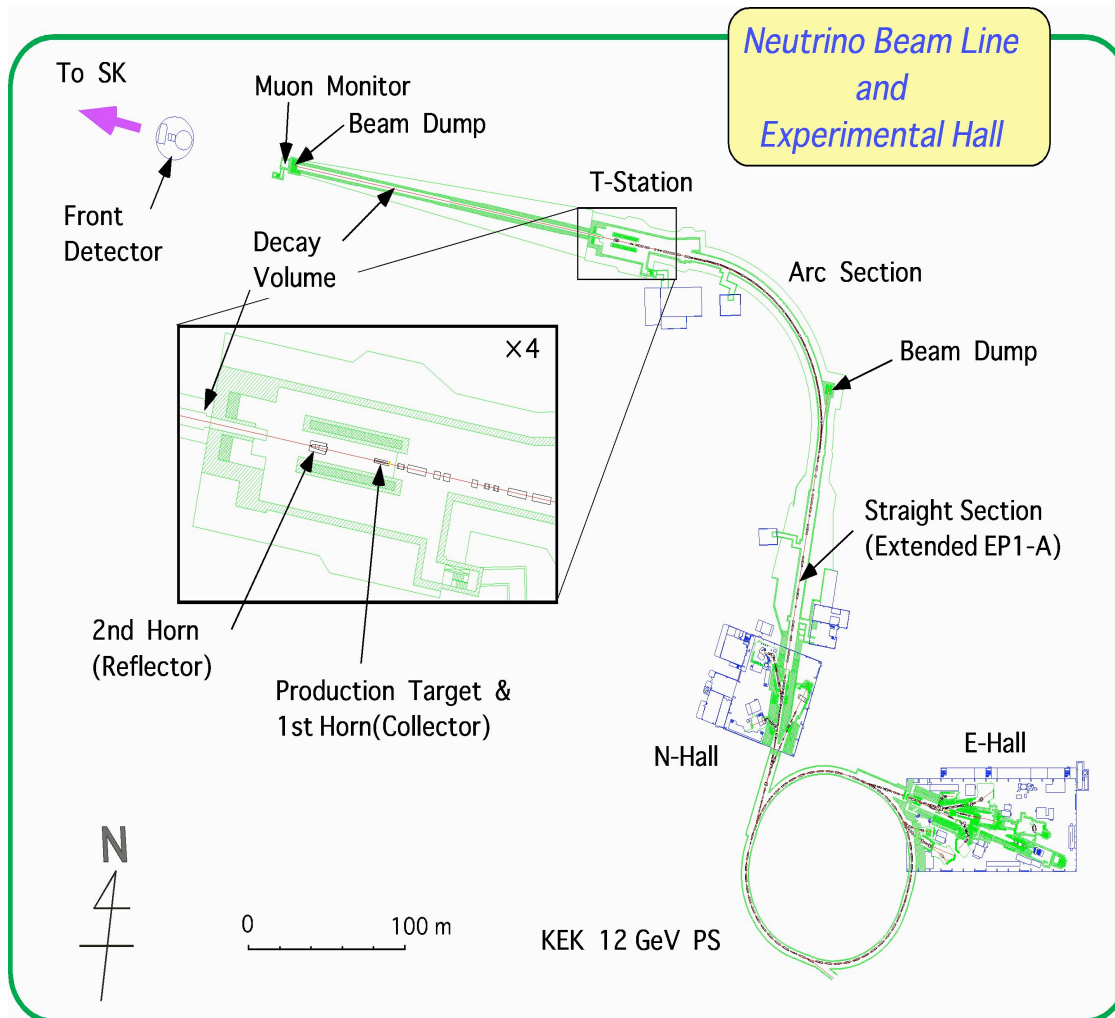 Neutrino Beam Line
and
Experimental Hall
To SK
Muon Monitor
Beam Dump
T-Station
Front
Detector
Decay
Volume
Arc Section
×4
Beam Dump
Straight Section
(Extended EP1-A)
2nd Horn
(Reflector)
Production Target &
1st Horn(Collector)
N-Hall
E-Hall
N
0
100 m
KEK 12 GeV PS